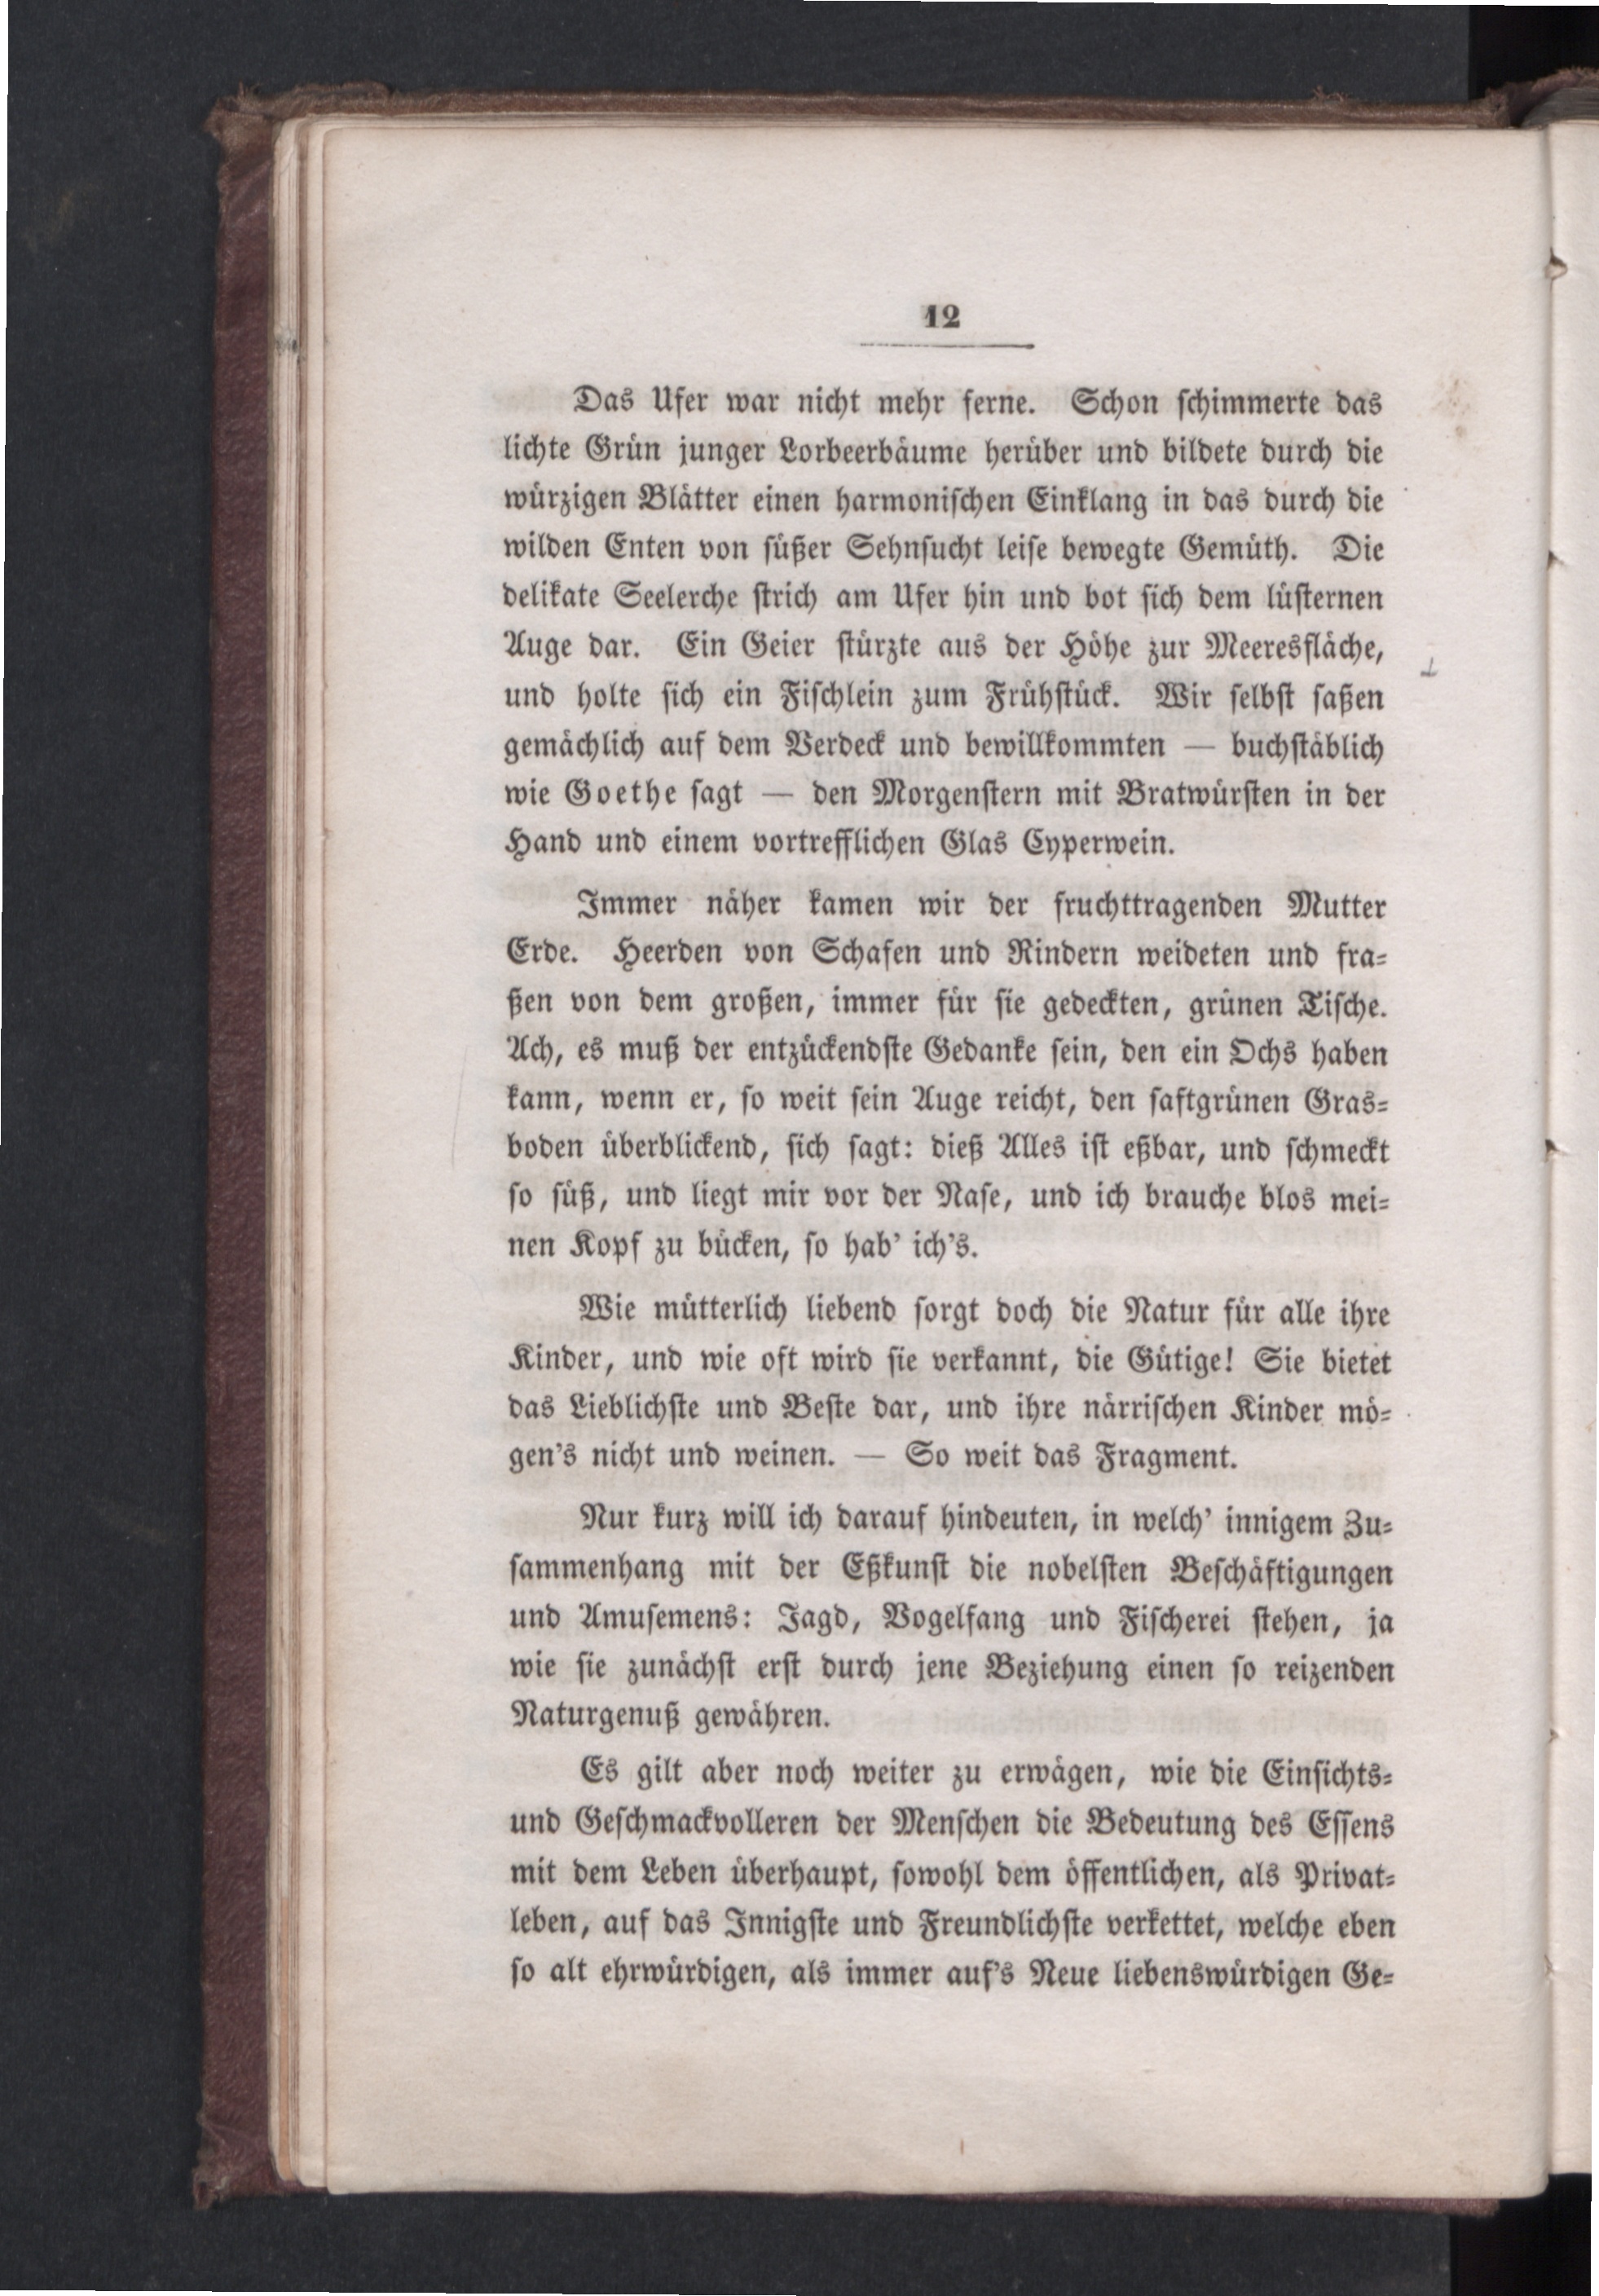 12
Das Ufer war nicht mehr ferne. Schon schimmerte das
lichte Grün junger Lorbeerbäume herüber und bildete durch die
würzigen Blätter einen harmonischen Einklang in das durch die
wilden Enten von süßer Sehnsucht leise bewegte Gemüth. Die
delikate Seelerche strich am Ufer hin und bot sich dem lüsternen
Auge dar. Ein Geier stürzte aus der Höhe zur Meeresfläche,
und holte sich ein Fischlein zum Frühstück. Wir selbst saßen
gemächlich auf dem Verdeck und bewillkommten — buchstäblich
wie Goethe sagt — den Morgenstern mit Bratwürsten in der
Hand und einem vortrefflichen Glas Cyperwein.
Immer näher kamen wir der fruchttragenden Mutter
Erde. Heerden von Schafen und Rindern weideten und fra-
ßen von dem großen, immer für sie gedeckten, grünen Tische.
Ach, es muß der entzückendste Gedanke sein, den ein Ochs haben
kann, wenn er, so weit sein Auge reicht, den saftgrünen Gras-
boden überblickend, sich sagt: dieß Alles ist eßbar, und schmeckt
so süß, und liegt mir vor der Nase, und ich brauche blos mei-
nen Kopf zu bücken, so hab' ich's.
Wie mütterlich liebend sorgt doch die Natur für alle ihre
Kinder, und wie oft wird sie verkannt, die Gütige! Sie bietet
das Lieblichste und Beste dar, und ihre närrischen Kinder mö-
gen's nicht und weinen. — So weit das Fragment.
Nur kurz will ich darauf hindeuten, in welch' innigem Zu-
sammenhang mit der Eßkunst die nobelsten Beschäftigungen
und Amusemens: Jagd, Vogelfang und Fischerei stehen, ja
wie sie zunächst erst durch jene Beziehung einen so reizenden
Naturgenuß gewähren.
Es gilt aber noch weiter zu erwägen, wie die Einsichts-
und Geschmackvolleren der Menschen die Bedeutung des Essens
mit dem Leben überhaupt, sowohl dem öffentlichen, als Privat-
leben, auf das Innigste und Freundlichste verkettet, welche eben
so alt ehrwürdigen, als immer auf's Neue liebenswürdigen Ge-